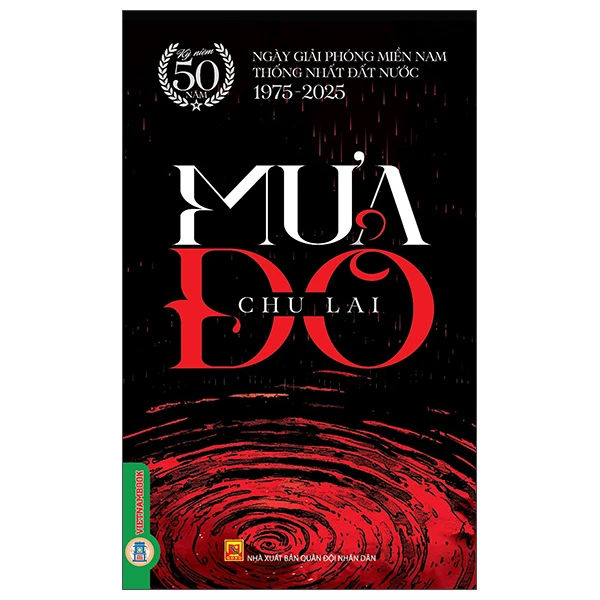 Kỷ niệm
50
NĂM
NGÀY GIẢI PHÓNG MIỀN NAM
THỐNG NHẤT ĐẤT NƯỚC
1975-2025
MƯA
ĐỎ
CHU LAI
VIETNAMBOOK
NHÀ XUẤT BẢN QUÂN ĐỘI NHÂN DÂN